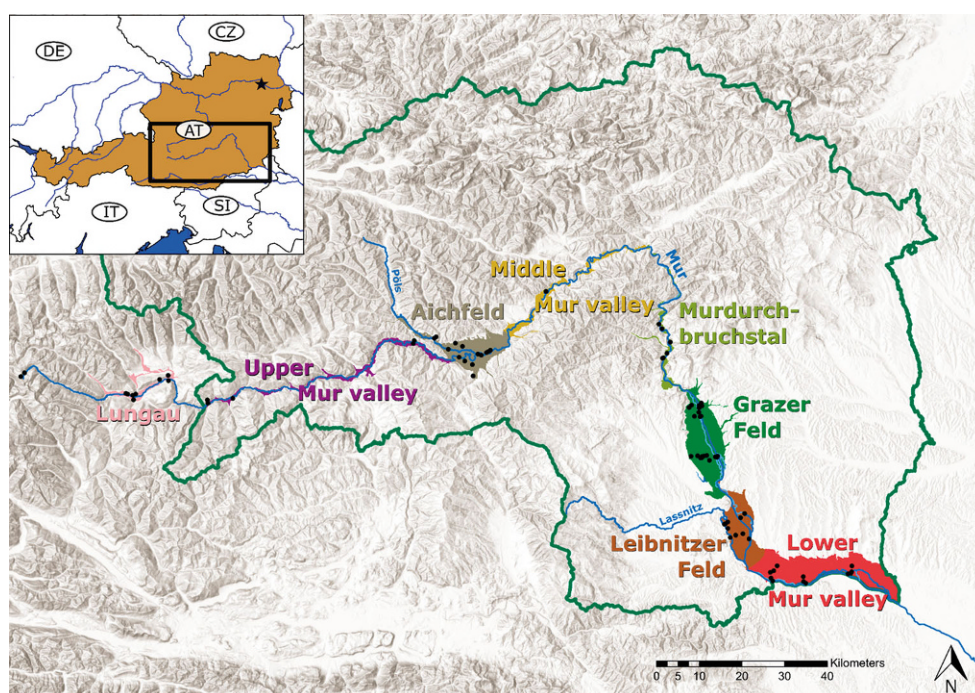 CZ
DE
AT
IT
SI
Pöls
Middle
Mur valley
Mur
Aichfeld
Murdurch-
bruchstal
Upper
Mur valley
Lungau
Grazer
Feld
Lassnitz
Leibnitzer
Feld
Lower
Mur valley
Kilometers
0 5 10 20 30 40
N